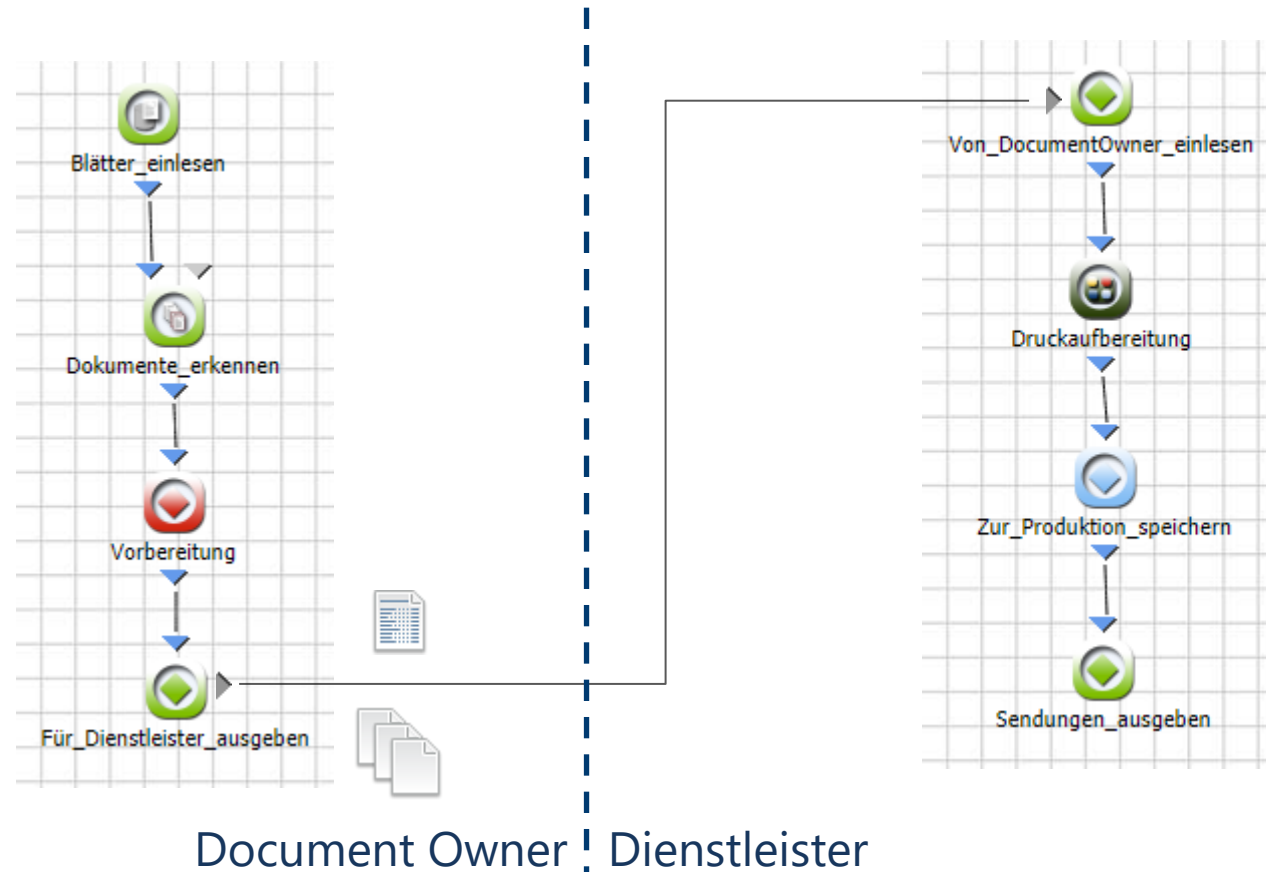 Blätter_einlesen
Dokumente_erkennen
Vorbereitung
Für_Dienstleister_ausgeben
Von_DocumentOwner_einlesen
Druckaufbereitung
Zur_Produktion_speichern
Sendungen_ausgeben
Document Owner
Dienstleister